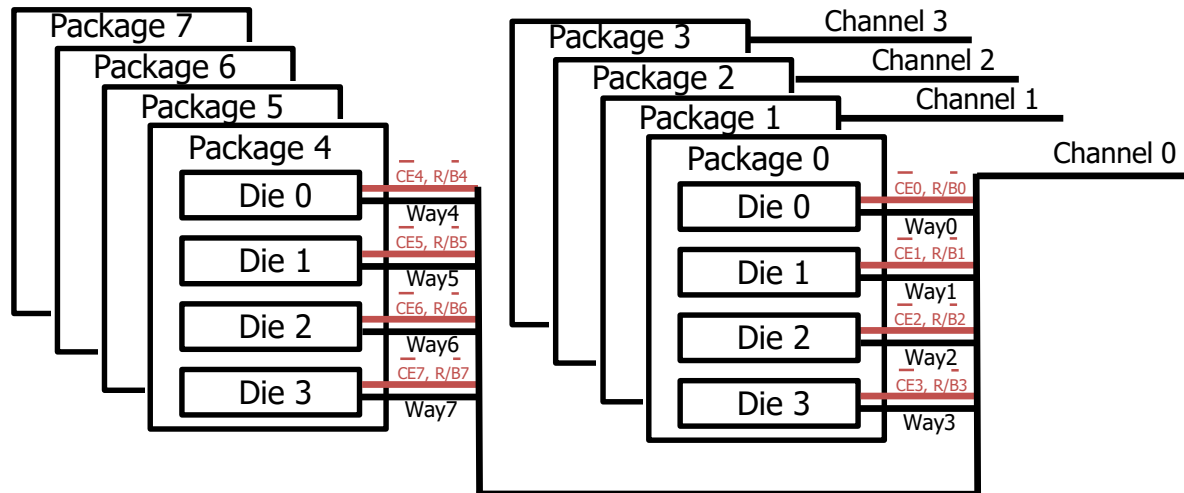 Package 7
Package 6
Package 5
Package 4
Die 0
CE4, R/B4
Way4
Die 1
CE5, R/B5
Way5
Die 2
CE6, R/B6
Way6
Die 3
CE7, R/B7
Way7
Package 3
Channel 3
Package 2
Channel 2
Package 1
Channel 1
Package 0
Channel 0
Die 0
CE0, R/B0
Way0
Die 1
CE1, R/B1
Way1
Die 2
CE2, R/B2
Way2
Die 3
CE3, R/B3
Way3